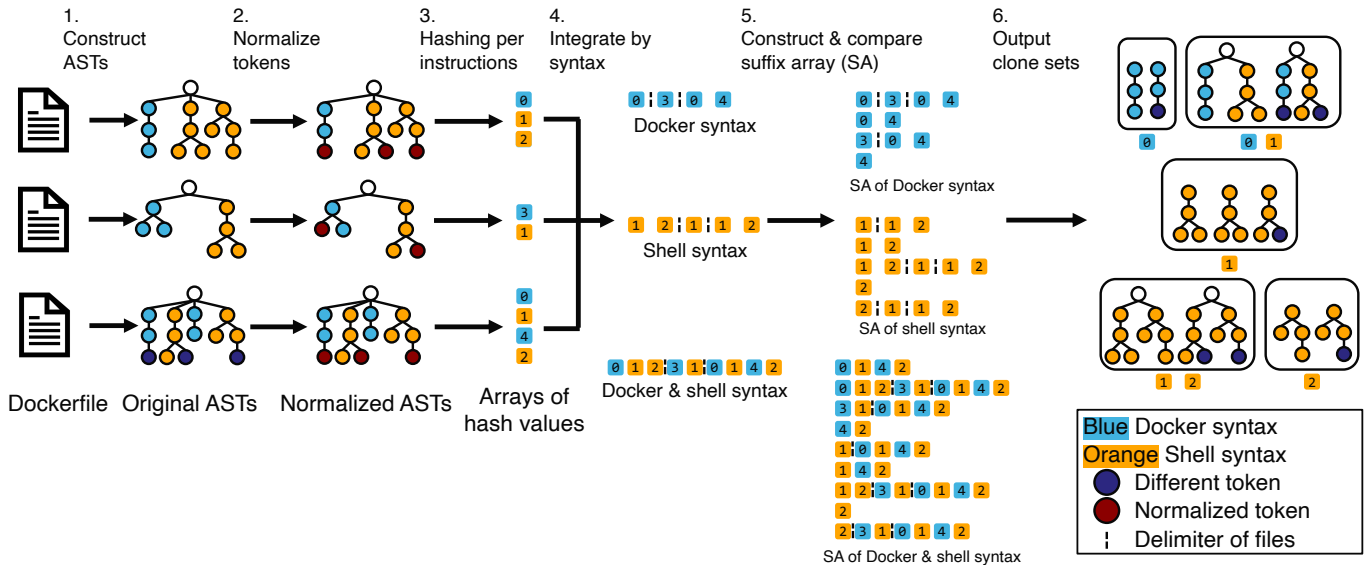 1.
Construct
ASTs
2.
Normalize
tokens
3.
Hashing per
instructions
4.
Integrate by
syntax
5.
Construct & compare
suffix array (SA)
6.
Output
clone sets
0
1
2
3
1
0
1
4
2
Dockerfile
Original ASTs
Normalized ASTs
Arrays of
hash values
0 ¦ 3 ¦ 0 4
Docker syntax
1 2 ¦ 1 ¦ 1 2
Shell syntax
0 1 2 ¦ 3 1 ¦ 0 1 4 2
Docker & shell syntax
0 ¦ 3 ¦ 0 4
0 4
3 ¦ 0 4
4
SA of Docker syntax
1 ¦ 1 2
1 2
1 2 ¦ 1 ¦ 1 2
2
2 ¦ 1 ¦ 1 2
SA of shell syntax
0 1 4 2
0 1 2 ¦ 3 1 ¦ 0 1 4 2
3 1 ¦ 0 1 4 2
4 2
1 ¦ 0 1 4 2
1 4 2
1 2 ¦ 3 1 ¦ 0 1 4 2
2
2 ¦ 3 1 ¦ 0 1 4 2
SA of Docker & shell syntax
0
0 1
1
1 2
2
Blue Docker syntax
Orange Shell syntax
Different token
Normalized token
¦ Delimiter of files